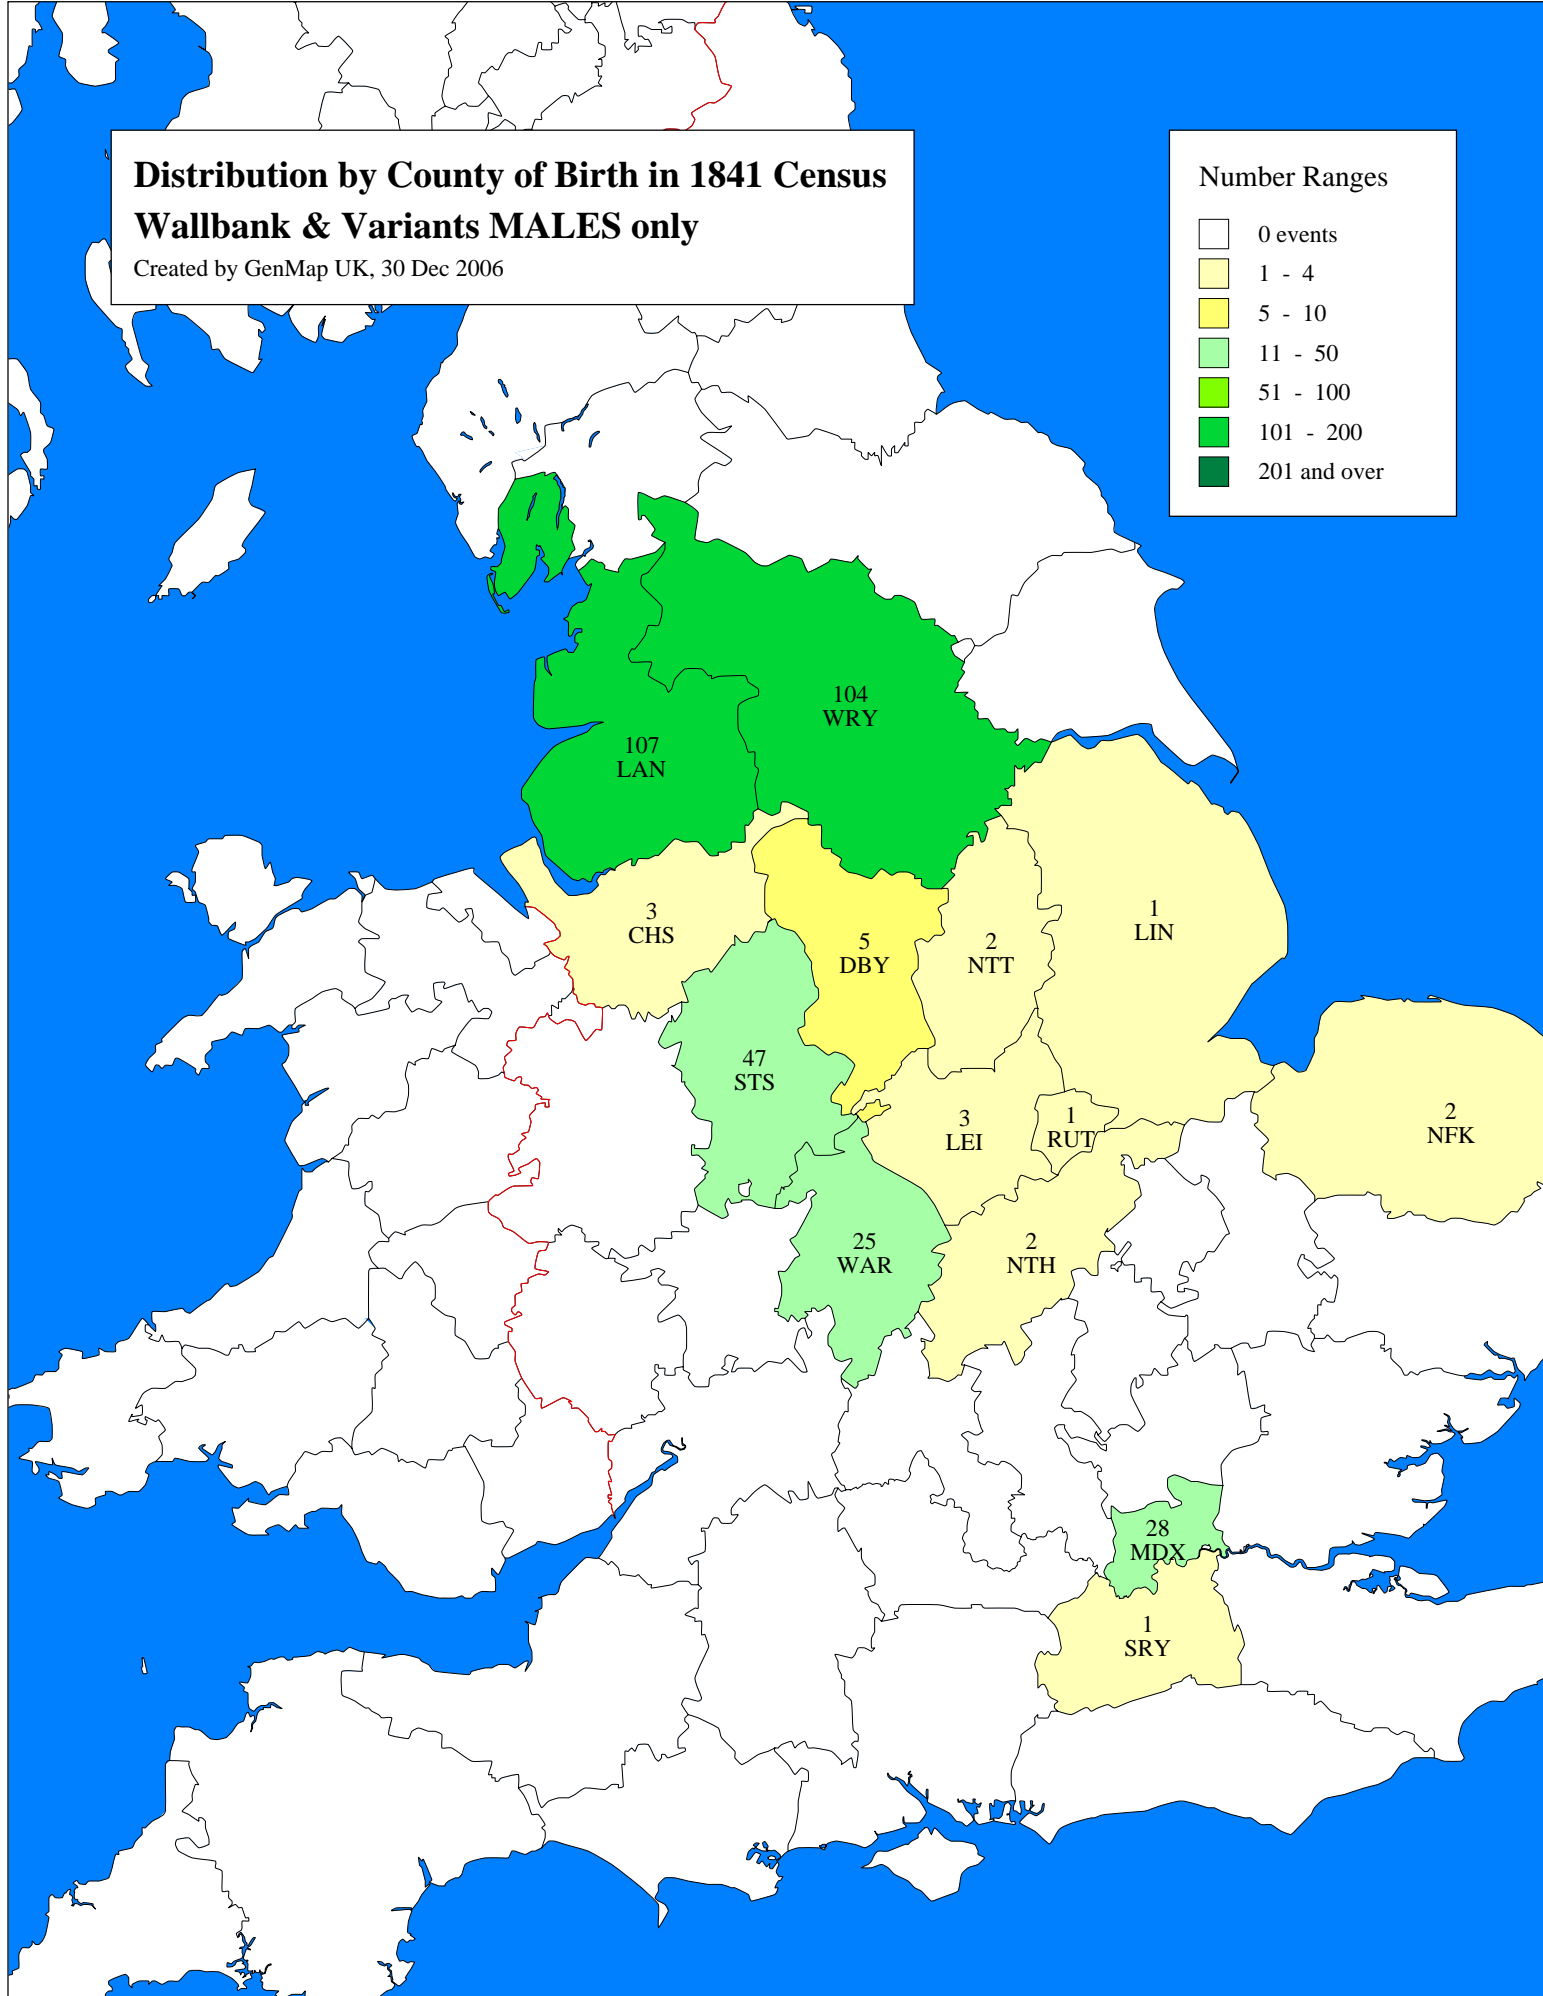 Distribution by County of Birth in 1841 Census
Wallbank & Variants MALES only
Created by GenMap UK, 30 Dec 2006
Number Ranges
0 events
1 - 4
5 - 10
11 - 50
51 - 100
101 - 200
201 and over
104
WRY
107
LAN
3
CHS
5
DBY
2
NTT
1
LIN
47
STS
3
LEI
1
RUT
2
NFK
25
WAR
2
NTH
28
MDX
1
SRY